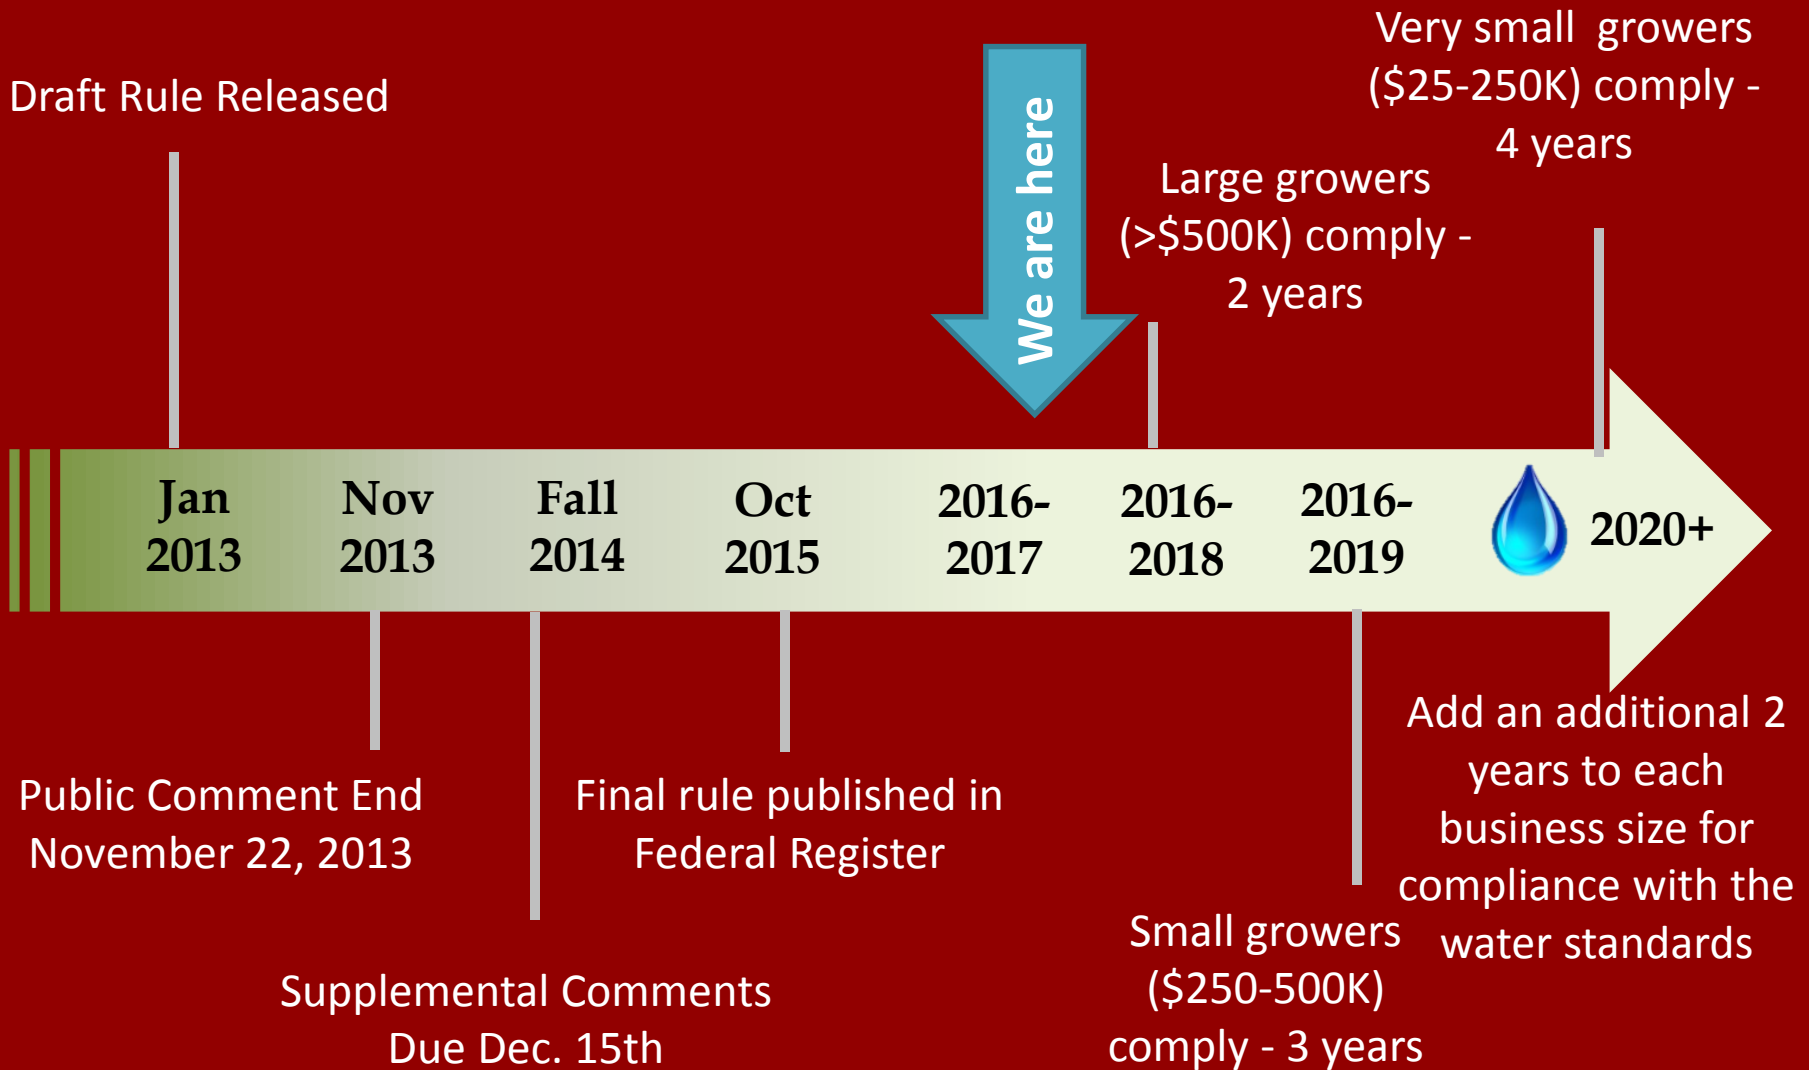 Draft Rule Released
We are here
Very small growers
($25-250K) comply -
4 years
Large growers
(>$500K) comply -
2 years
Jan
2013
Nov
2013
Fall
2014
Oct
2015
2016-
2017
2016-
2018
2016-
2019
2020+
Public Comment End
November 22, 2013
Supplemental Comments
Due Dec. 15th
Final rule published in
Federal Register
Small growers
($250-500K)
comply - 3 years
Add an additional 2
years to each
business size for
compliance with the
water standards